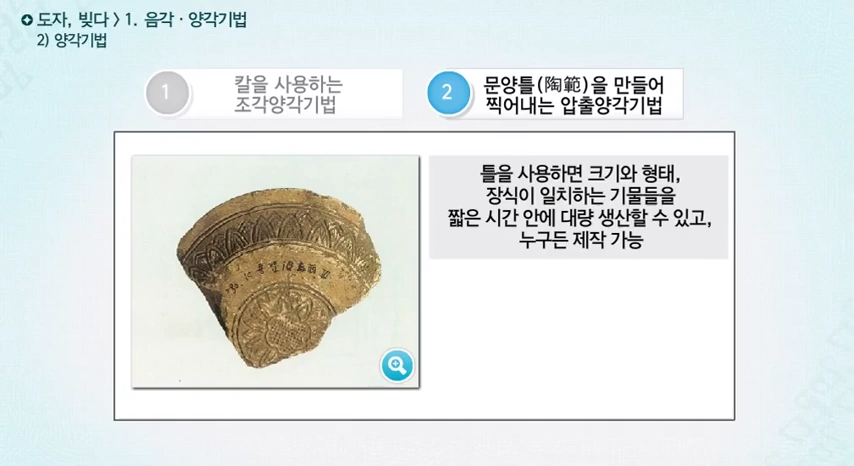 도자, 빚다 > 1. 음각 · 양각기법
2) 양각기법
1
칼을 사용하는
조각양각기법
2
문양틀(陶範)을 만들어
찍어내는 압출양각기법
틀을 사용하면 크기와 형태,
장식이 일치하는 기물들을
짧은 시간 안에 대량 생산할 수 있고,
누구든 제작 가능